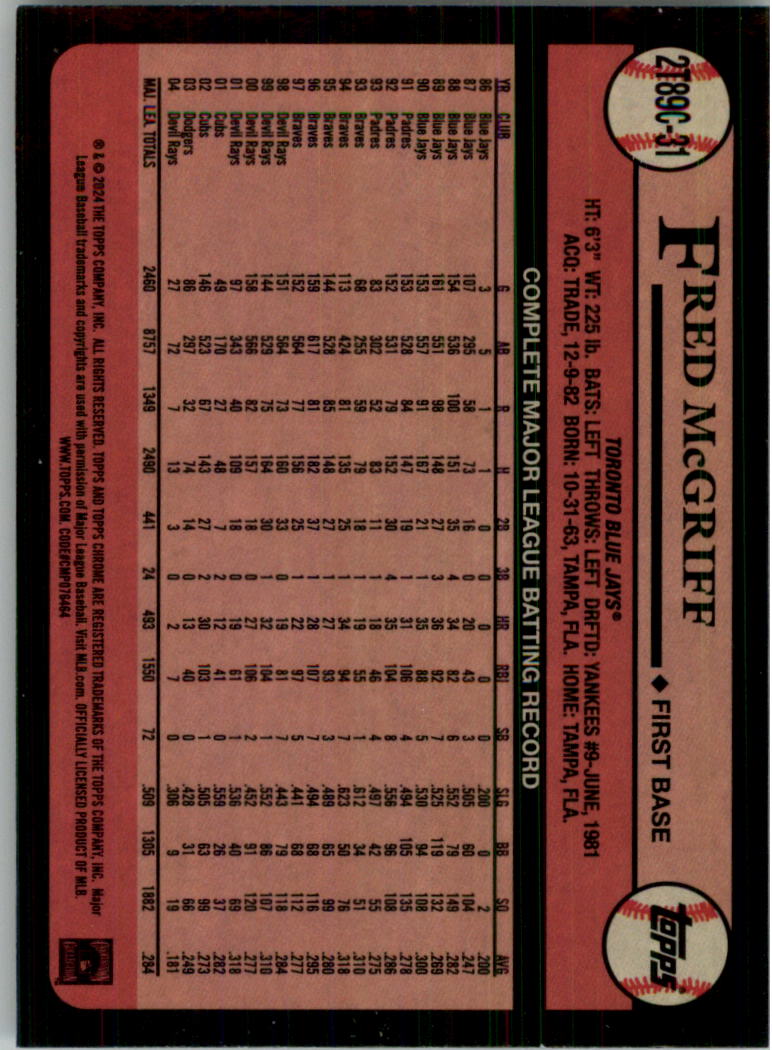 2T89C-31
FRED MCGRIFF
◆ FIRST BASE
topps®
TORONTO BLUE JAYS®
HT: 6'3" WT: 225 lb. BATS: LEFT THROWS: LEFT DRFTD: YANKEES #9-JUNE, 1981
ACQ: TRADE, 12-9-82 BORN: 10-31-63, TAMPA, FLA. HOME: TAMPA, FLA.
COMPLETE MAJOR LEAGUE BATTING RECORD
YR CLUB G AB R H 2B 3B HR RBI SB SLG BB SO AVG
86 Blue Jays 3 5 1 1 0 0 0 0 0 .200 0 2 .200
87 Blue Jays 107 295 58 73 16 0 20 43 3 .505 60 104 .247
88 Blue Jays 154 536 100 151 35 4 34 82 6 .552 79 149 .282
89 Blue Jays 161 551 98 148 27 3 36 92 7 .525 119 132 .269
90 Blue Jays 153 557 91 167 21 1 35 88 5 .530 94 108 .300
91 Padres 153 528 84 147 19 1 31 106 4 .494 105 135 .278
92 Padres 152 531 79 152 30 4 35 104 8 .556 96 108 .286
93 Padres 83 302 52 83 11 1 18 46 4 .497 42 55 .275
93 Braves 68 255 59 79 18 1 19 55 1 .612 34 51 .310
94 Braves 113 424 81 135 25 1 34 94 7 .623 50 76 .318
95 Braves 144 528 85 148 27 1 27 93 3 .489 65 99 .280
96 Braves 159 617 81 182 37 1 28 107 7 .494 68 116 .295
97 Braves 152 564 77 156 25 1 22 97 5 .441 68 112 .277
98 Devil Rays 151 564 73 160 33 0 19 81 7 .443 79 118 .284
99 Devil Rays 144 529 75 164 30 1 32 104 1 .552 86 107 .310
00 Devil Rays 158 566 82 157 18 0 27 106 2 .452 91 120 .277
01 Devil Rays 97 343 40 109 18 0 19 61 1 .536 40 69 .318
01 Cubs 49 170 27 48 7 2 12 41 0 .559 26 37 .282
02 Cubs 146 523 67 143 27 2 30 103 1 .505 63 99 .273
03 Dodgers 86 297 32 74 14 0 13 40 0 .428 31 66 .249
04 Devil Rays 27 72 7 13 3 0 2 7 0 .306 9 19 .181
MAJ. LEA. TOTALS 2460 8757 1349 2490 441 24 493 1550 72 .509 1305 1882 .284
® & © 2024 THE TOPPS COMPANY, INC. ALL RIGHTS RESERVED. TOPPS AND TOPPS CHROME ARE REGISTERED TRADEMARKS OF THE TOPPS COMPANY, INC. Major
League Baseball trademarks and copyrights are used with permission of Major League Baseball. Visit MLB.com. OFFICIALLY LICENSED PRODUCT OF MLB.
WWW.TOPPS.COM. CODE#CMP076464